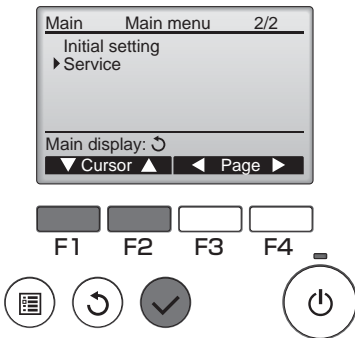 Main Main menu 2/2
Initial setting
Service
Main display:
Cursor Page
F1 F2 F3 F4